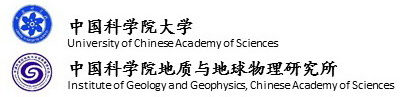 中国科学院大学
University of Chinese Academy of Sciences
中国科学院地质与地球物理研究所
Institute of Geology and Geophysics, Chinese Academy of Sciences